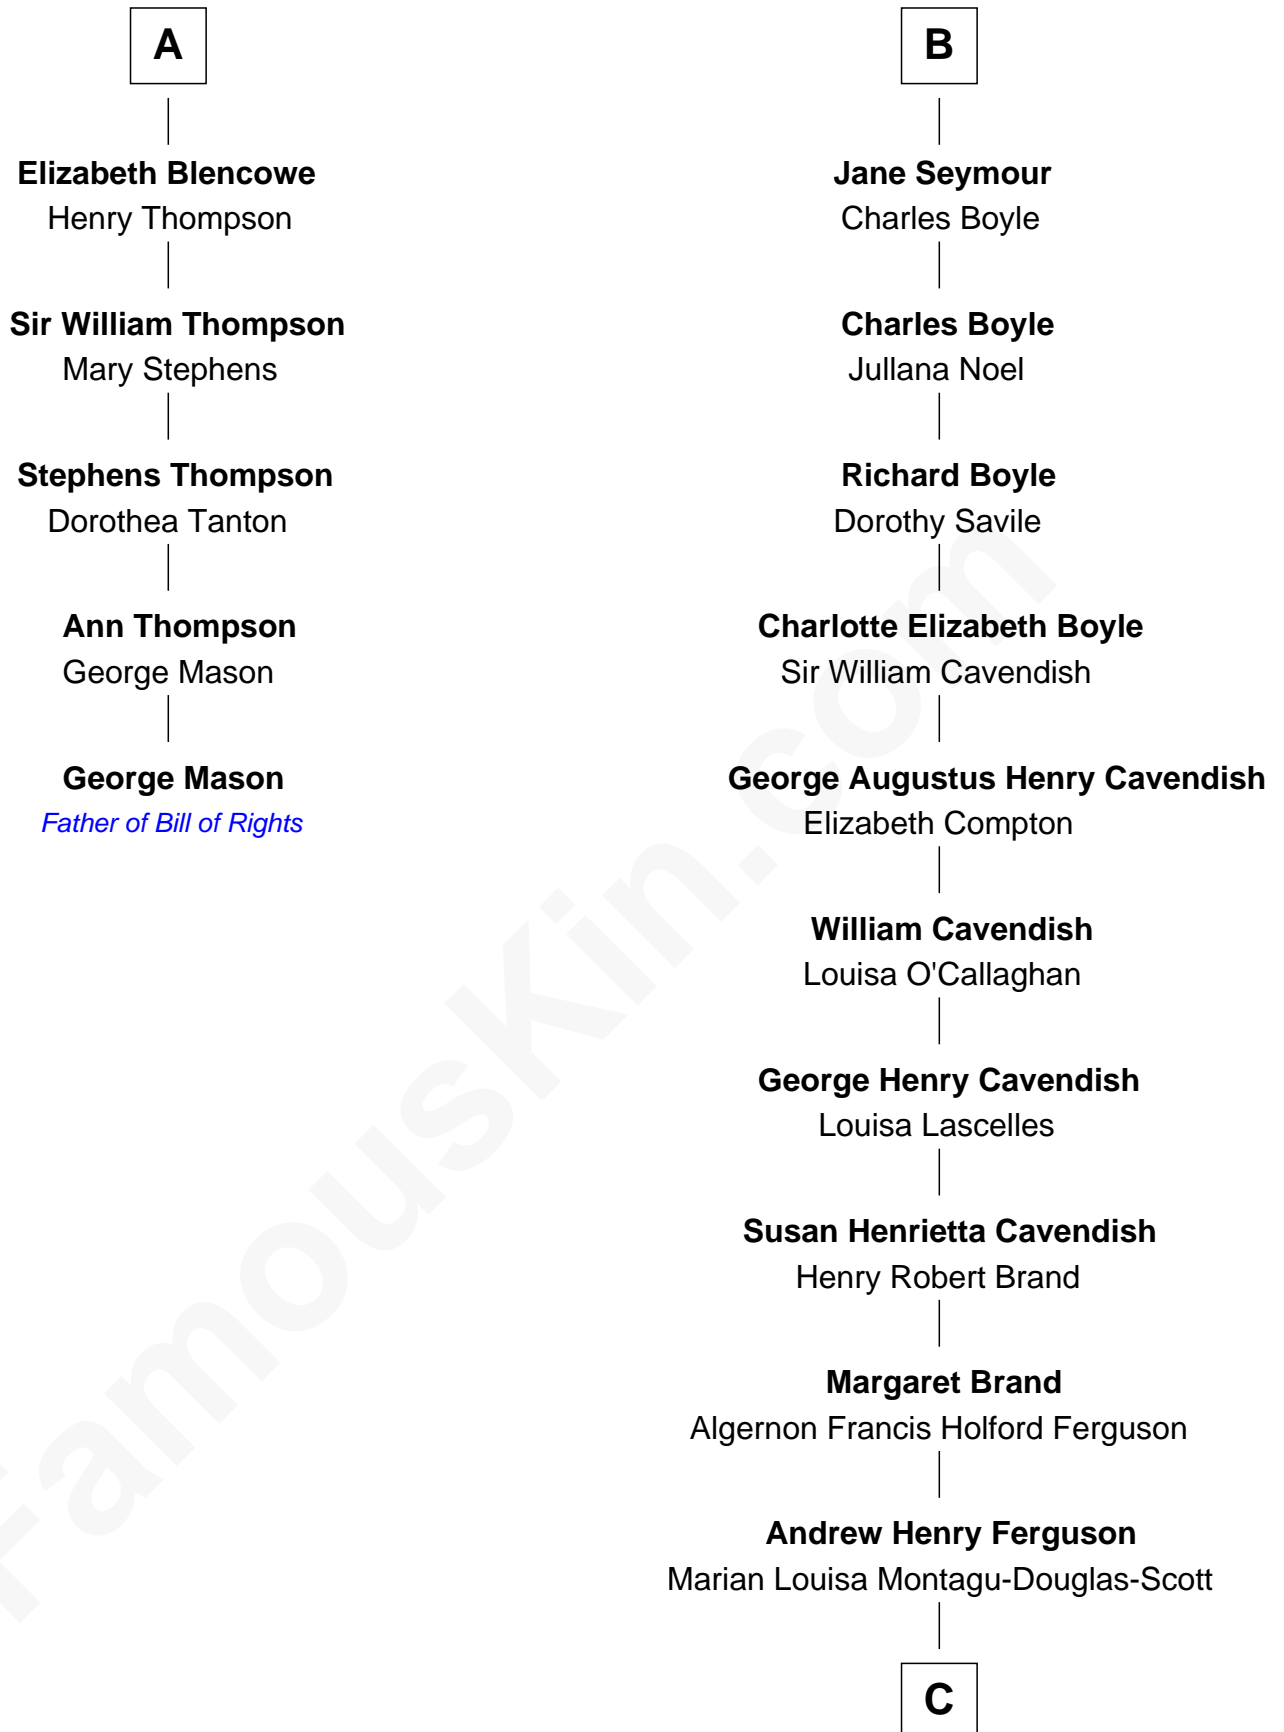 A
Elizabeth Blencowe
Henry Thompson
Sir William Thompson
Mary Stephens
Stephens Thompson
Dorothea Tanton
Ann Thompson
George Mason
George Mason
Father of Bill of Rights
B
Jane Seymour
Charles Boyle
Charles Boyle
Jullana Noel
Richard Boyle
Dorothy Savile
Charlotte Elizabeth Boyle
Sir William Cavendish
George Augustus Henry Cavendish
Elizabeth Compton
William Cavendish
Louisa O'Callaghan
George Henry Cavendish
Louisa Lascelles
Susan Henrietta Cavendish
Henry Robert Brand
Margaret Brand
Algernon Francis Holford Ferguson
Andrew Henry Ferguson
Marian Louisa Montagu-Douglas-Scott
C
FamousKin.com